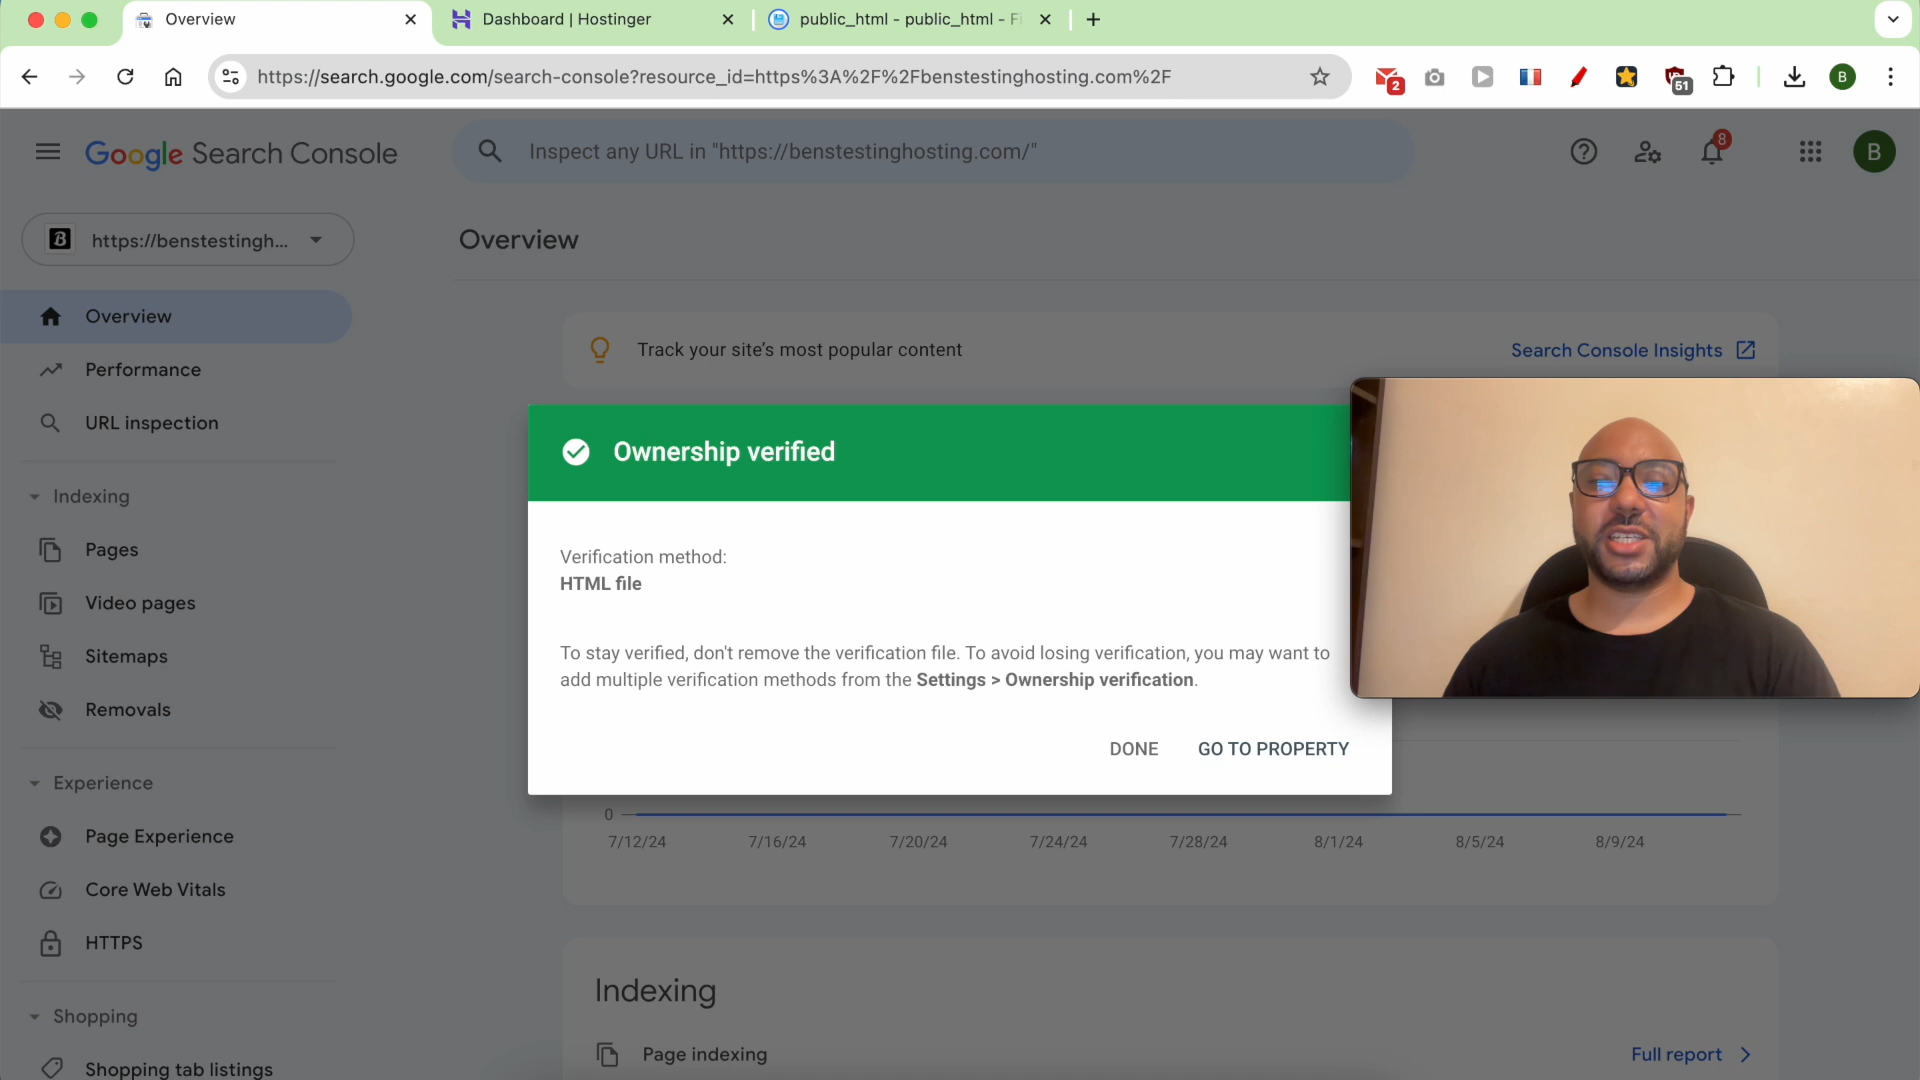 Overview
Dashboard | Hostinger
public_html - public_html - Fi
https://search.google.com/search-console?resource_id=https%3A%2F%2Fbenstestinghosting.com%2F
2
51
B
Google Search Console
Inspect any URL in "https://benstestinghosting.com/"
8
B
https://benstestingh...
Overview
Overview
Performance
URL inspection
Indexing
Pages
Video pages
Sitemaps
Removals
Experience
Page Experience
Core Web Vitals
HTTPS
Shopping
Shopping tab listings
Track your site's most popular content
Search Console Insights
Ownership verified
Verification method:
HTML file
To stay verified, don't remove the verification file. To avoid losing verification, you may want to
add multiple verification methods from the Settings > Ownership verification.
DONE
GO TO PROPERTY
0
7/12/24
7/16/24
7/20/24
7/24/24
7/28/24
8/1/24
8/5/24
8/9/24
Indexing
Page indexing
Full report